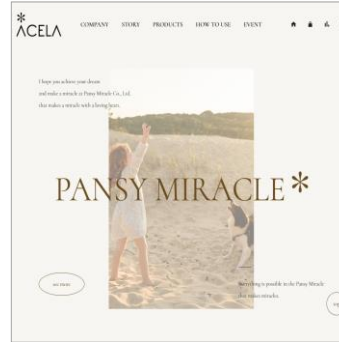 ACELA
COMPANY STORY PRODUCTS HOW TO USE EVENT
I hope you achieve your dream
and make a miracle at Pansy Miracle Co., Ltd.
that makes a miracle with a loving heart.
PANSY MIRACLE*
Everything is possible in the Pansy Miracle
that makes miracles.